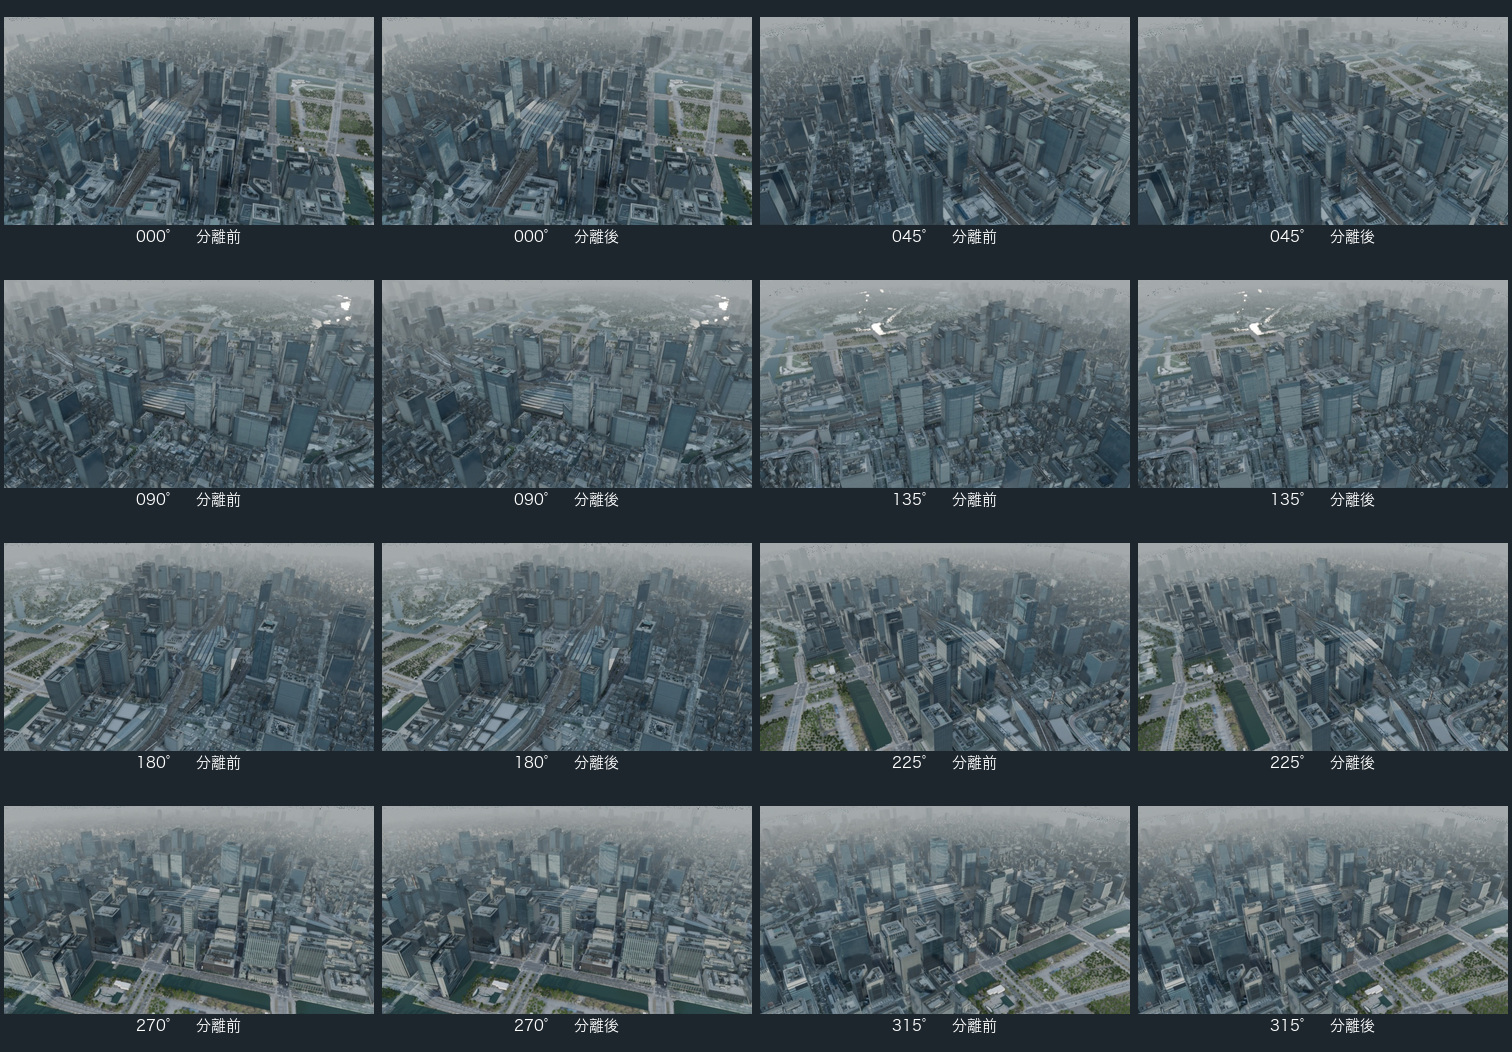 000° 分離前
000° 分離後
045° 分離前
045° 分離後
090° 分離前
090° 分離後
135° 分離前
135° 分離後
180° 分離前
180° 分離後
225° 分離前
225° 分離後
270° 分離前
270° 分離後
315° 分離前
315° 分離後